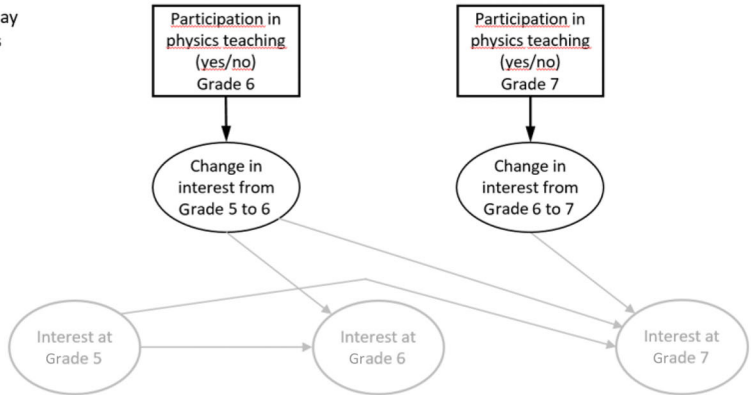 ay
s
Participation in
physics teaching
(yes/no)
Grade 6
Participation in
physics teaching
(yes/no)
Grade 7
Change in
interest from
Grade 5 to 6
Change in
interest from
Grade 6 to 7
Interest at
Grade 5
Interest at
Grade 6
Interest at
Grade 7